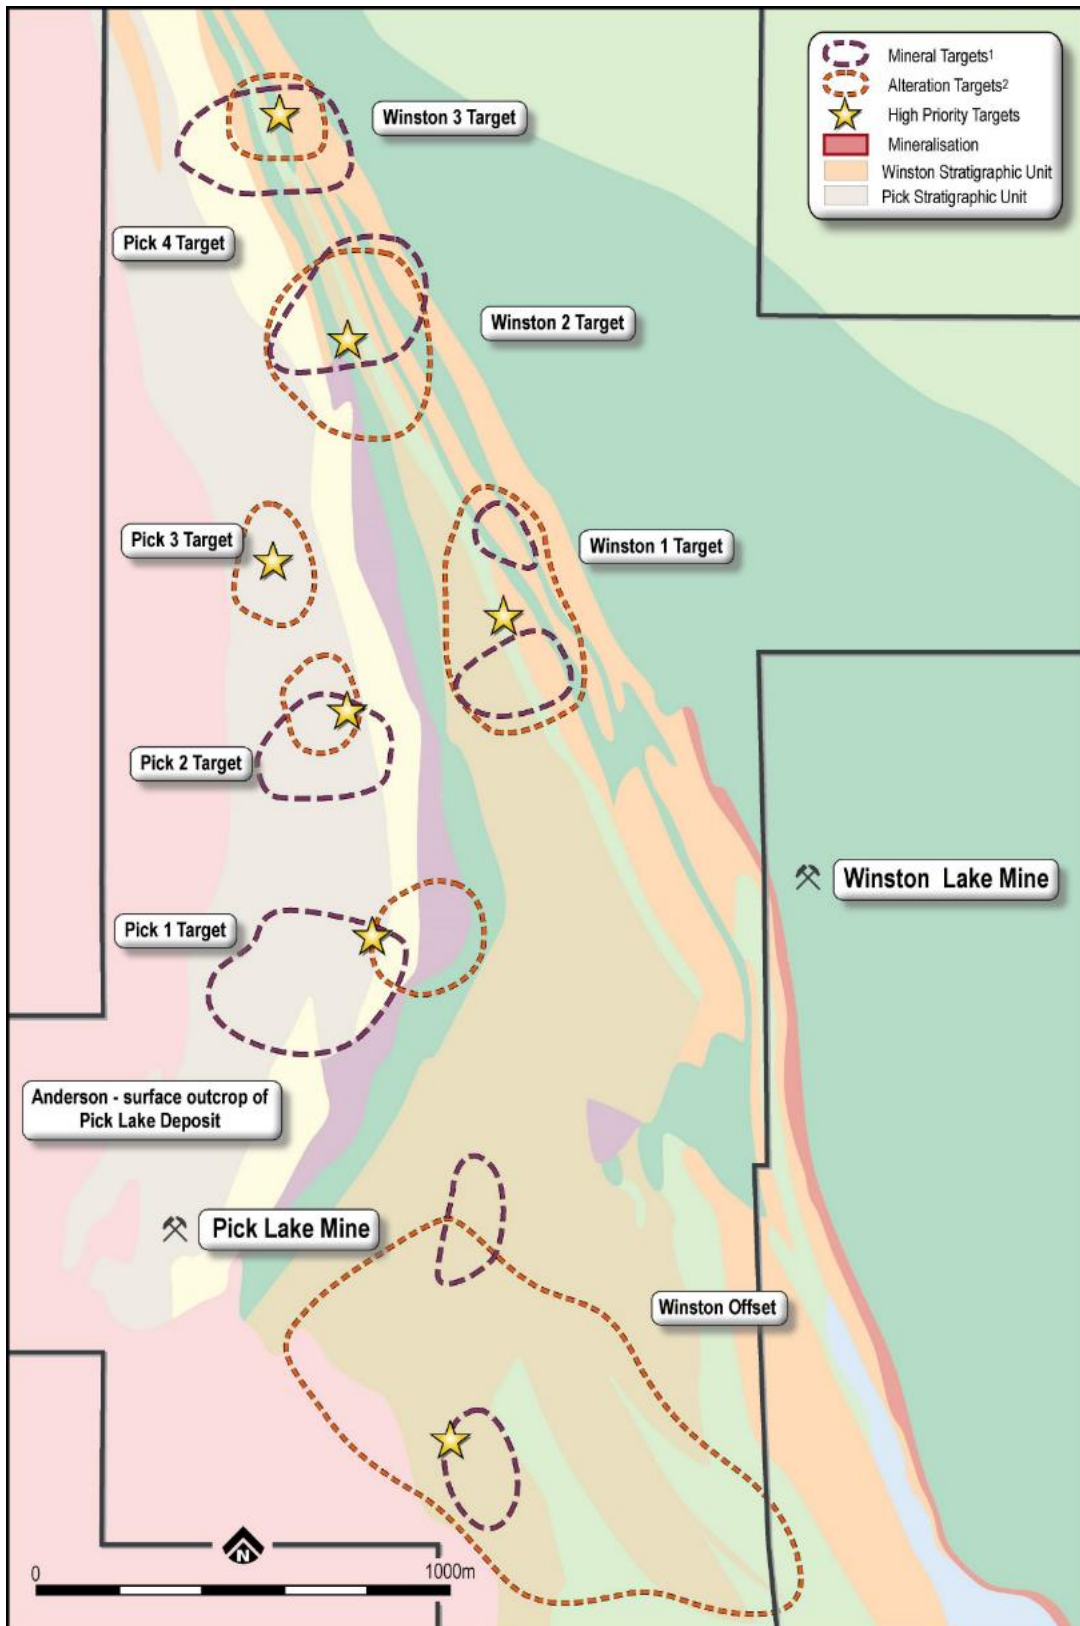 Mineral Targets¹
Alteration Targets²
High Priority Targets
Mineralisation
Winston Stratigraphic Unit
Pick Stratigraphic Unit
Winston 3 Target
Pick 4 Target
Winston 2 Target
Pick 3 Target
Winston 1 Target
Pick 2 Target
Winston Lake Mine
Pick 1 Target
Anderson - surface outcrop of
Pick Lake Deposit
Pick Lake Mine
Winston Offset
N
0
1000m